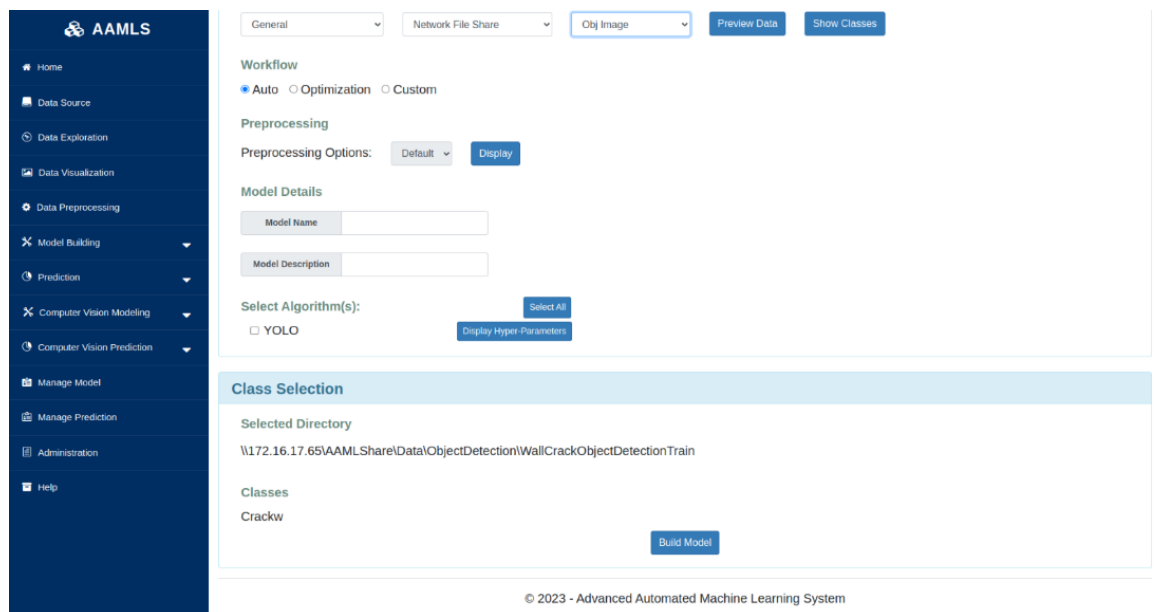 AAMLS
Home
Data Source
Data Exploration
Data Visualization
Data Preprocessing
Model Building
Prediction
Computer Vision Modeling
Computer Vision Prediction
Manage Model
Manage Prediction
Administration
Help
General Network File Share Obj Image Preview Data Show Classes
Workflow
Auto Optimization Custom
Preprocessing
Preprocessing Options: Default Display
Model Details
Model Name
Model Description
Select Algorithm(s): Select All
YOLO Display Hyper-Parameters
Class Selection
Selected Directory
\\172.16.17.65\AAMLShare\Data\ObjectDetection\WallCrackObjectDetectionTrain
Classes
Crackw
Build Model
© 2023 - Advanced Automated Machine Learning System